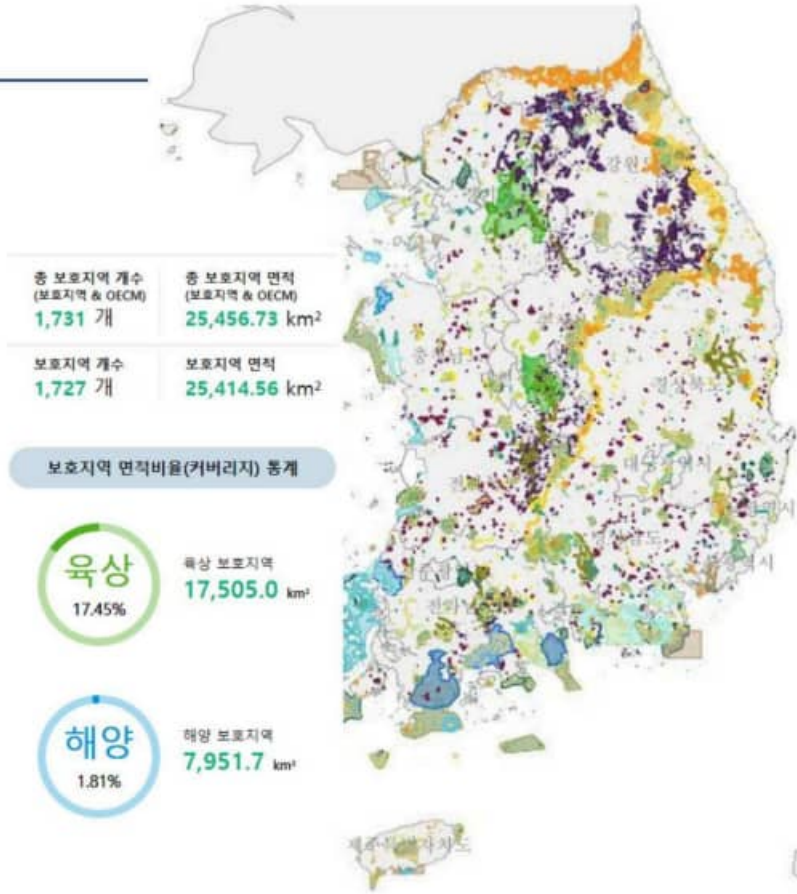 총 보호지역 개수
(보호지역 & OECM)
1,731 개
총 보호지역 면적
(보호지역 & OECM)
25,456.73 km²
보호지역 개수
1,727 개
보호지역 면적
25,414.56 km²
보호지역 면적비율(커버리지) 통계
육상
17.45%
육상 보호지역
17,505.0 km²
해양
1.81%
해양 보호지역
7,951.7 km²
강원
경상북도